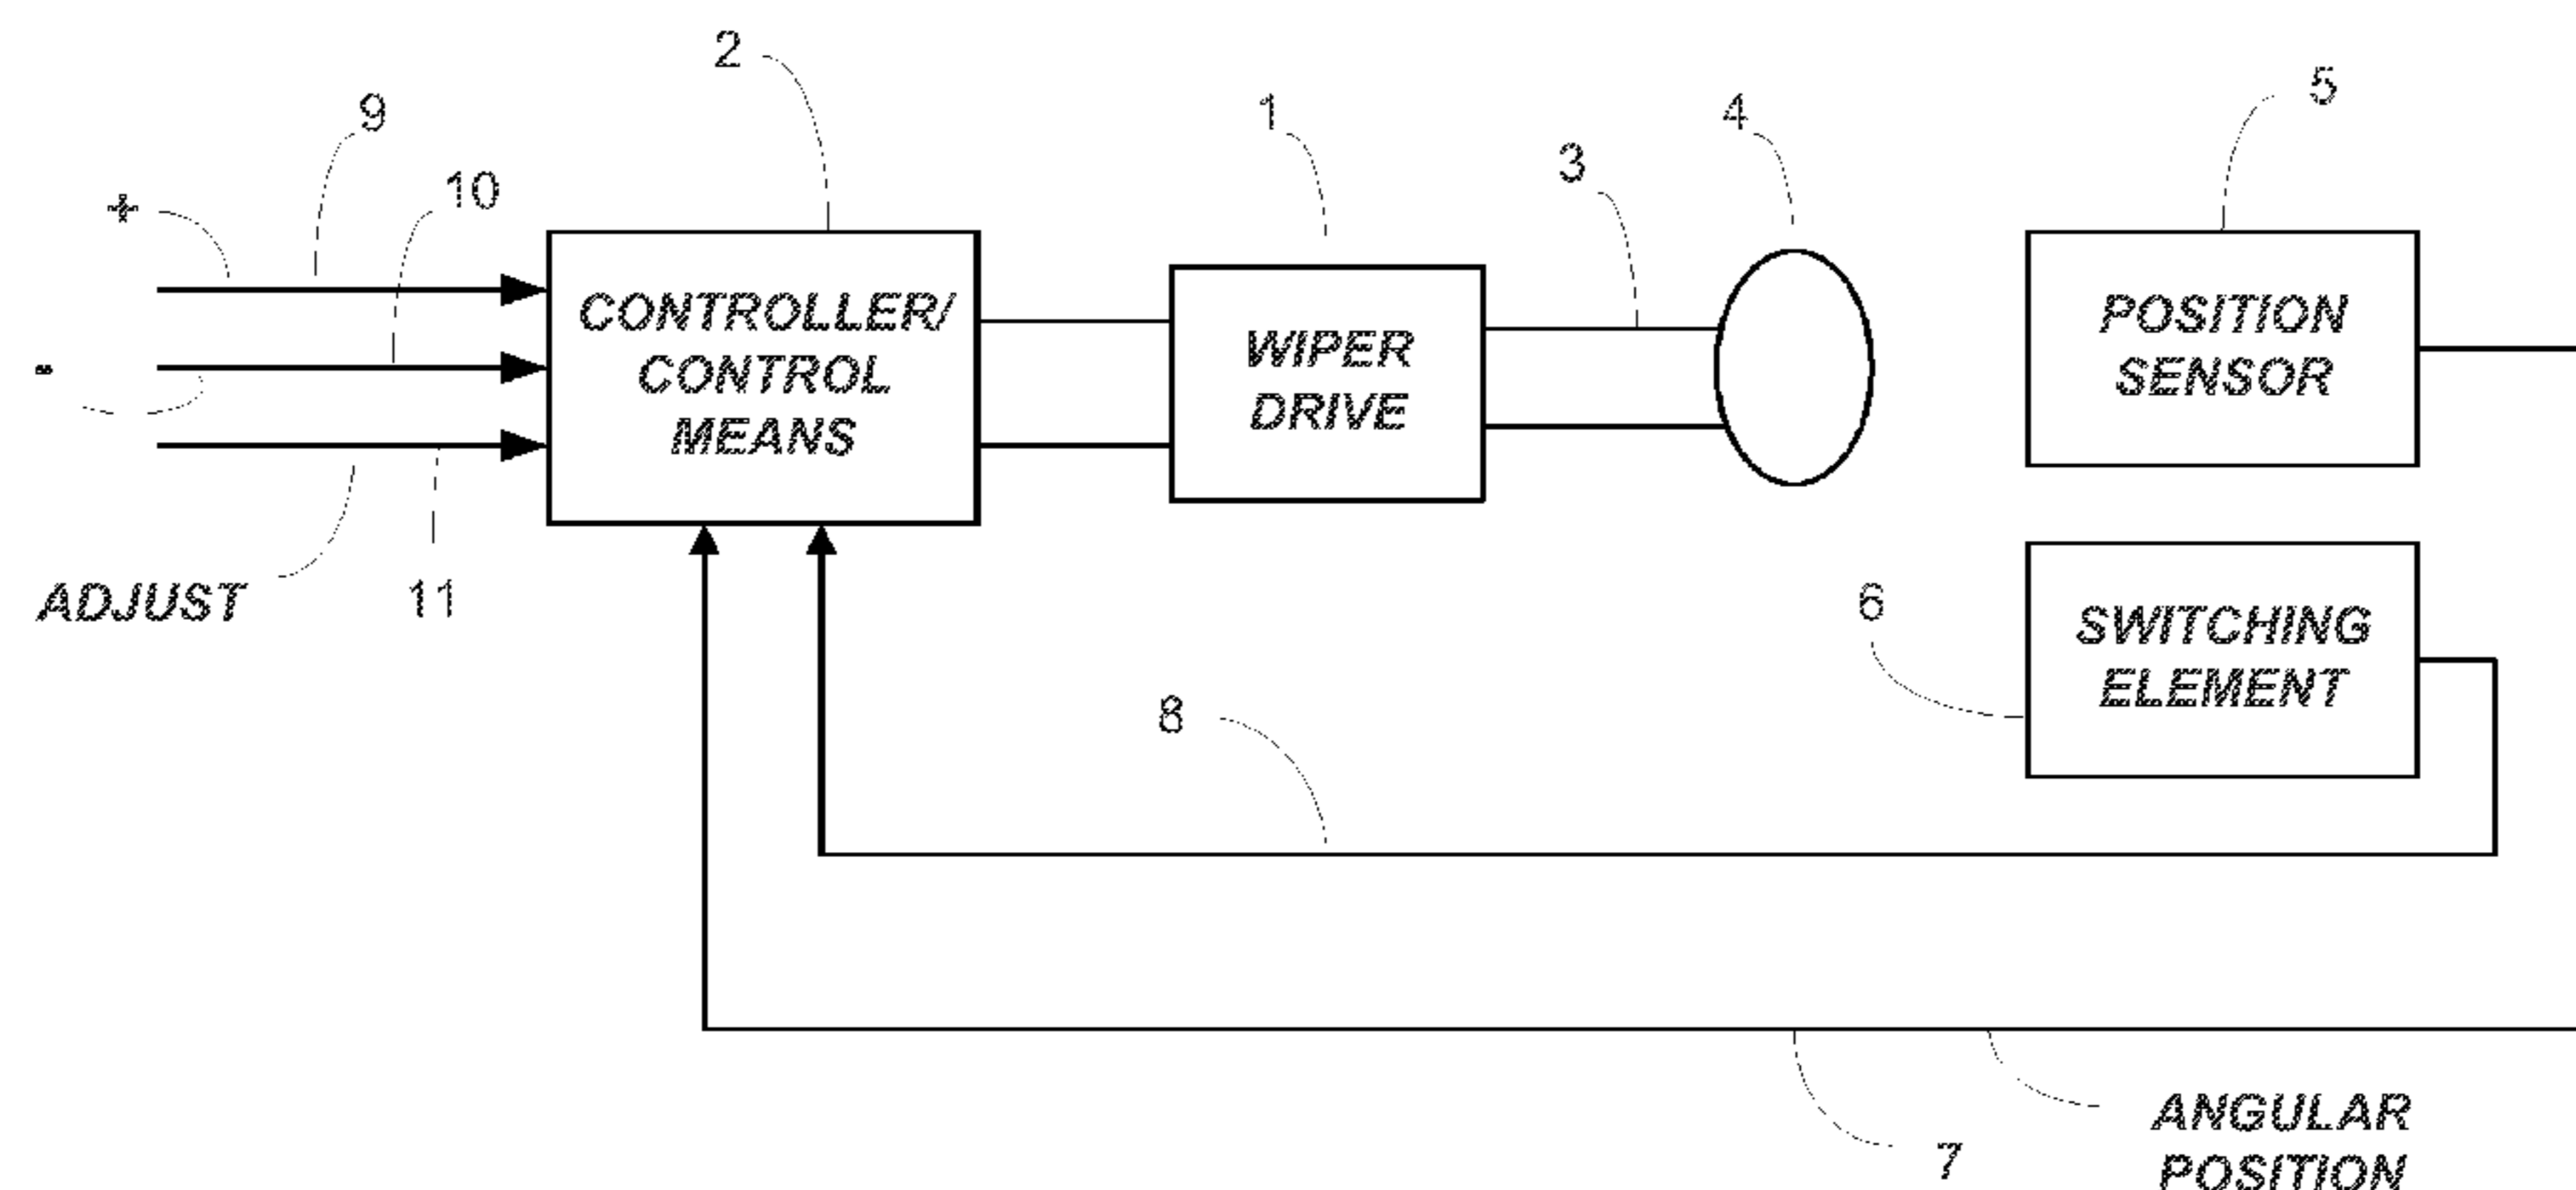 2
5
9
1
4
3
10
+
CONTROLLER/
CONTROL
MEANS
WIPER
DRIVE
POSITION
SENSOR
-
ADJUST
11
6
SWITCHING
ELEMENT
8
ANGULAR
POSITION
7